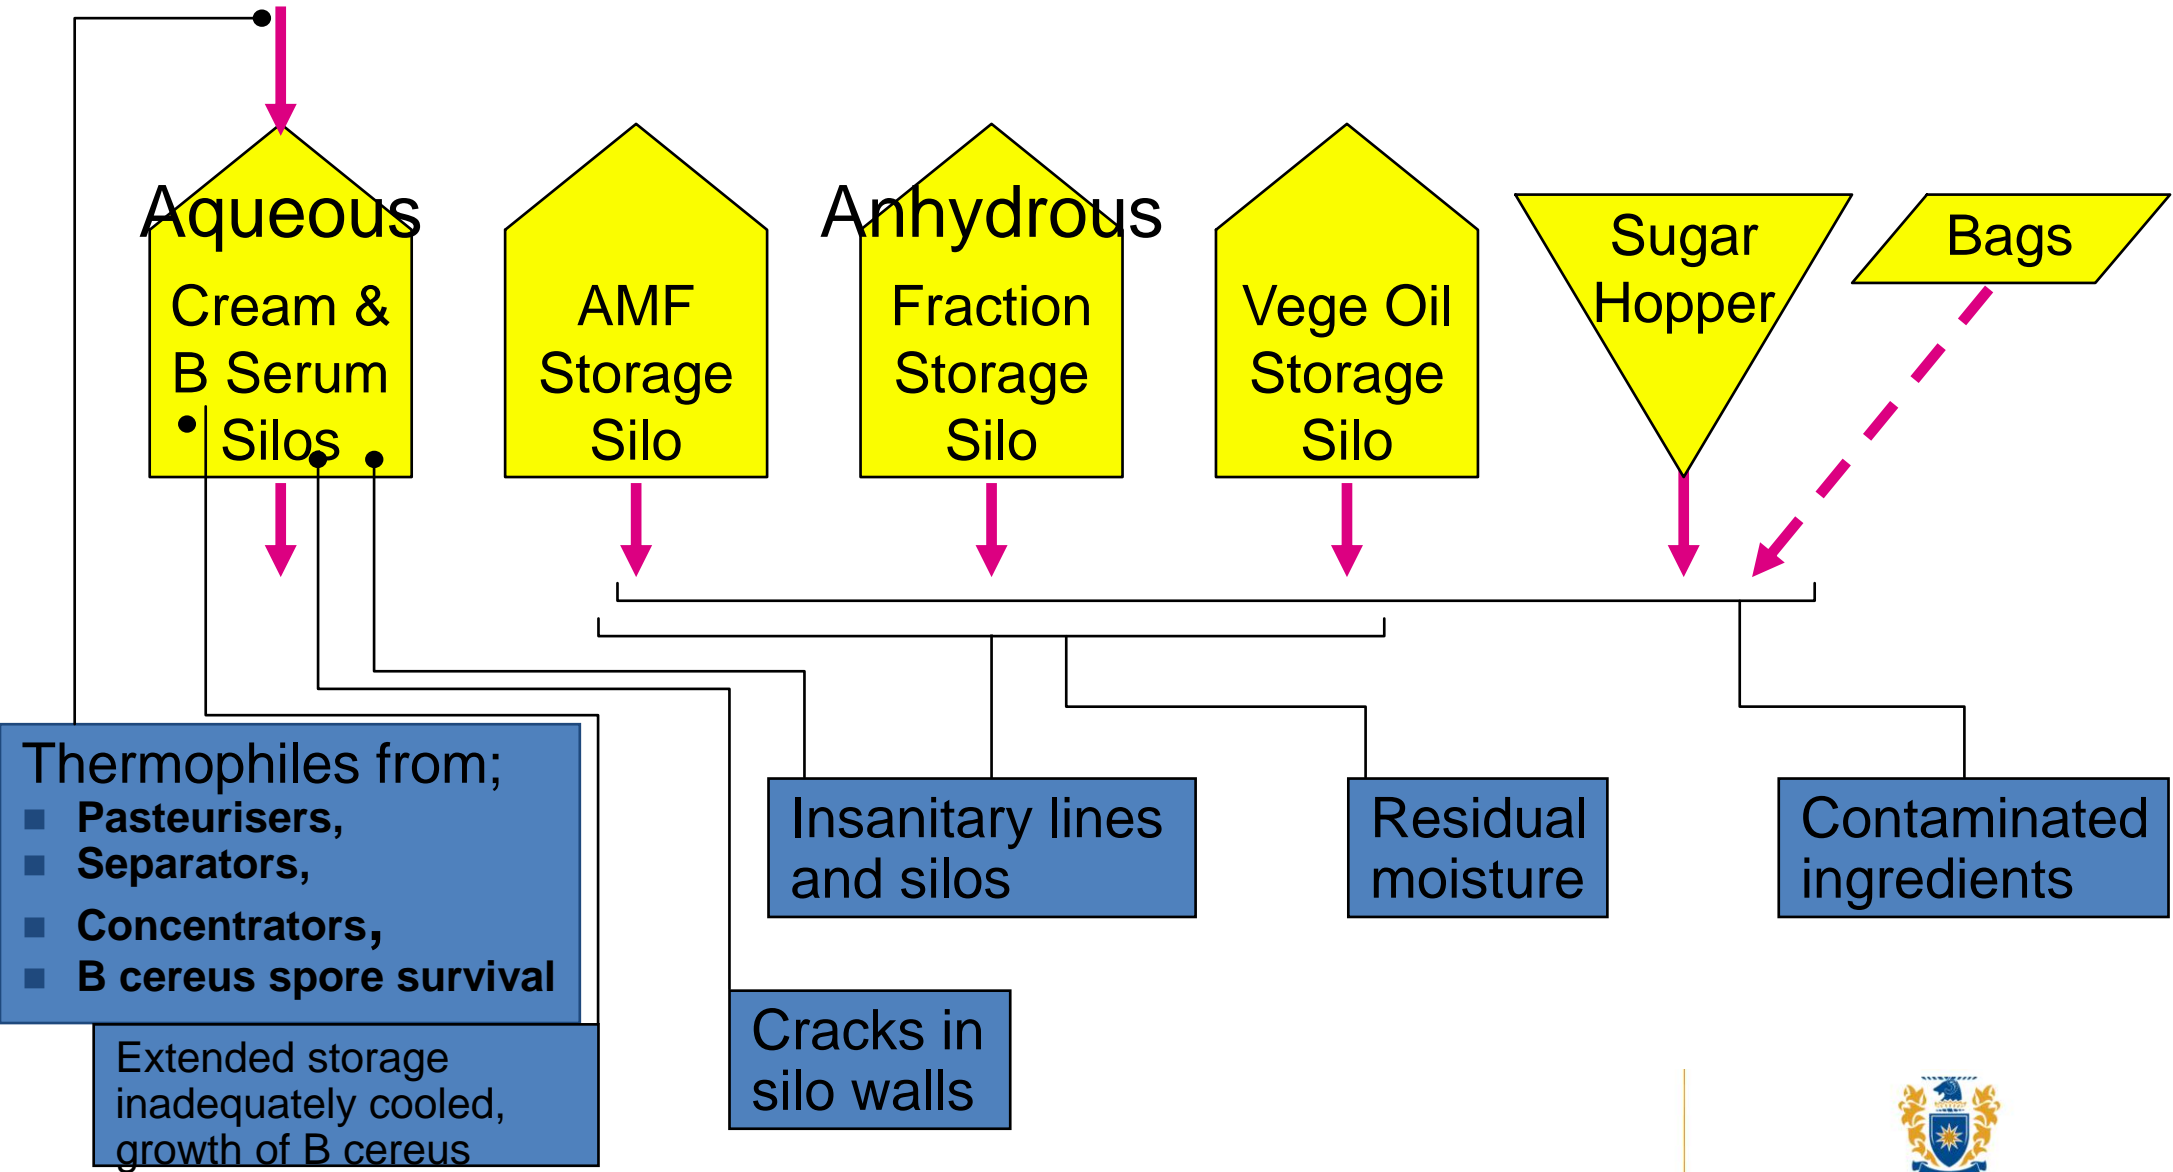 Aqueous
Cream &
B Serum
Silos
AMF
Storage
Silo
Anhydrous
Fraction
Storage
Silo
Vege Oil
Storage
Silo
Sugar
Hopper
Bags
Thermophiles from;
Pasteurisers,
Separators,
Concentrators,
B cereus spore survival
Extended storage
inadequately cooled,
growth of B cereus
Cracks in
silo walls
Insanitary lines
and silos
Residual
moisture
Contaminated
ingredients